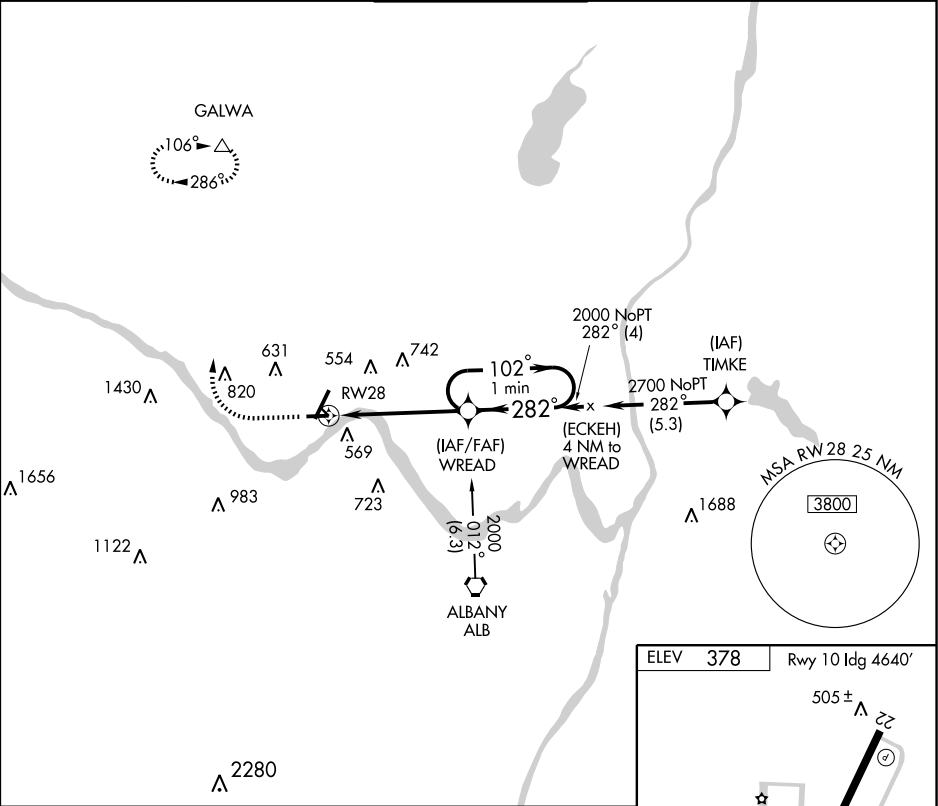 GALWA
106°
286°
2000 NoPT
282° (4)
(IAF)
TIMKE
631
554
742
102°
1 min
2700 NoPT
282°
(5.3)
1430
820
RW28
282°
x
(ECKEH)
4 NM to
WREAD
(IAF/FAF)
WREAD
569
MSA RW 28 25 NM
1656
983
723
1688
3800
2000
012°
(6.3)
1122
ALBANY
ALB
ELEV 378
Rwy 10 ldg 4640'
505 ±
22
P
2280